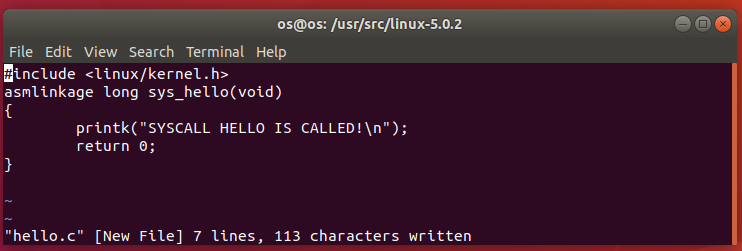 os@os: /usr/src/linux-5.0.2
File Edit View Search Terminal Help
#include <linux/kernel.h>
asmlinkage long sys_hello(void)
{
        printk("SYSCALL HELLO IS CALLED!\n");
        return 0;
}
~
~
"hello.c" [New File] 7 lines, 113 characters written